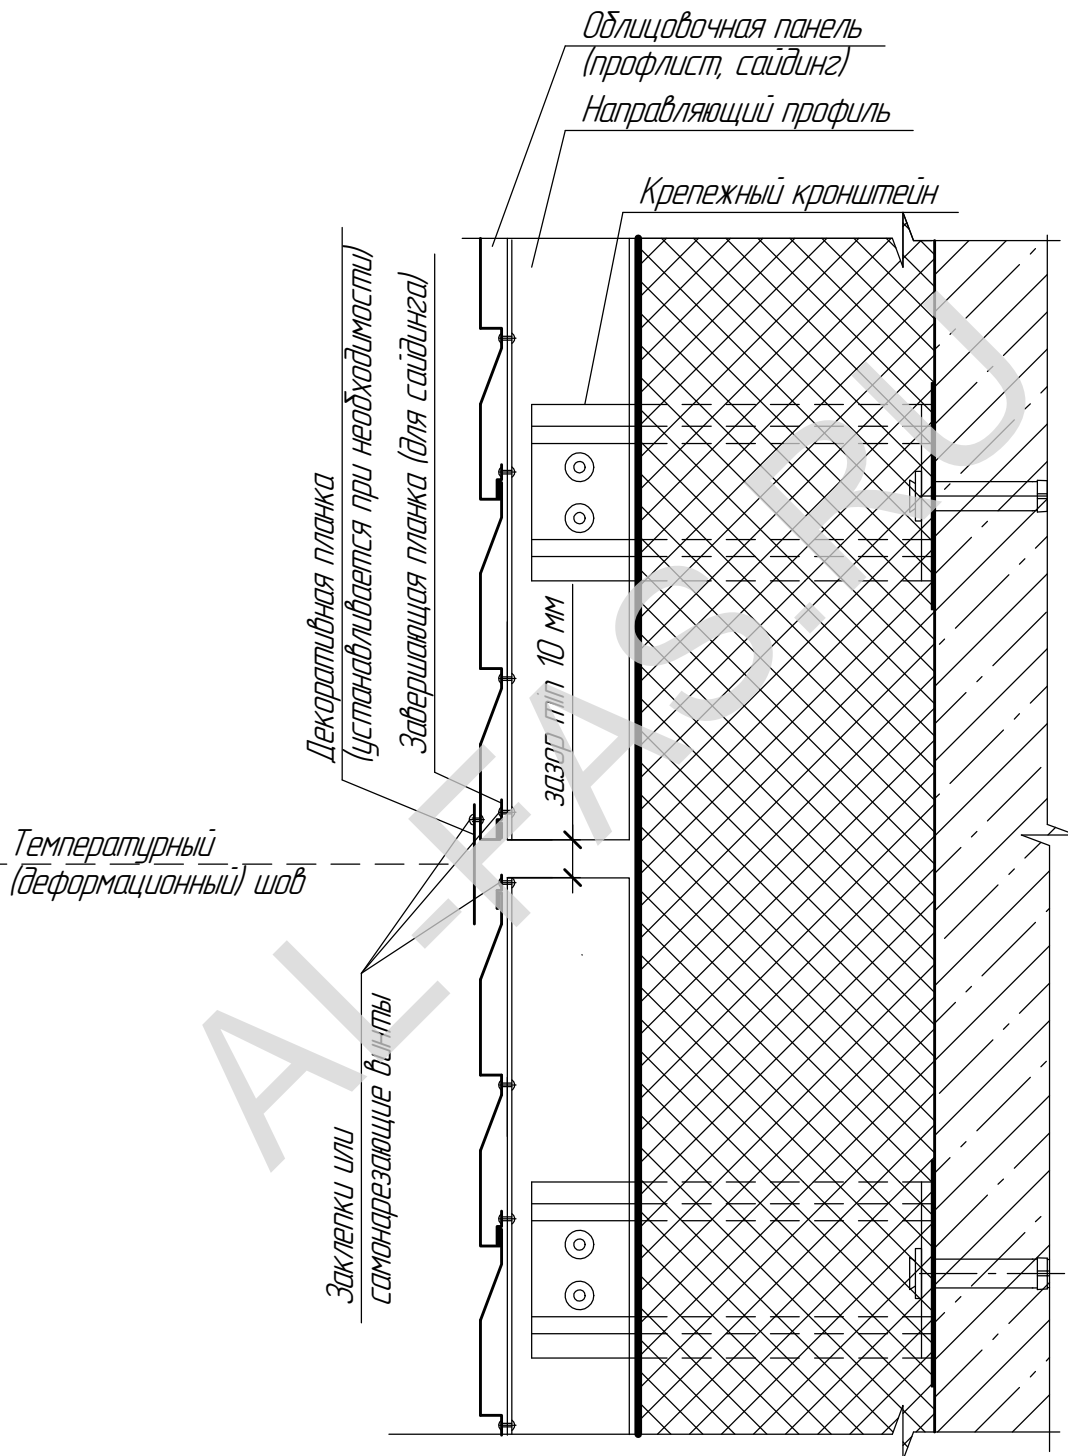 Облицовочная панель
(профлист, сайдинг)
Направляющий профиль
Крепежный кронштейн
Декоративная планка
(устанавливается при необходимости)
Завершающая планка (для сайдинга)
зазор min 10 мм
Температурный
(деформационный) шов
Заклепки или
самонарезающие винты
AL-FAS.RU